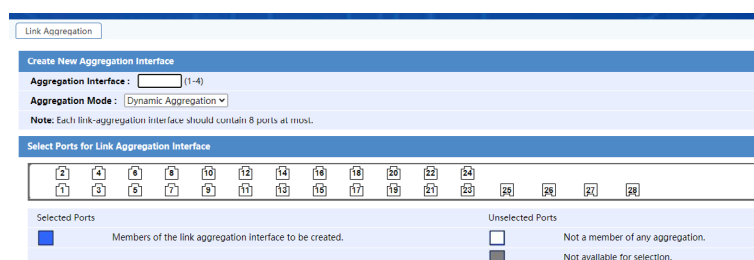 Link Aggregation
Create New Aggregation Interface
Aggregation Interface : (1-4)
Aggregation Mode : Dynamic Aggregation
Note: Each link-aggregation interface should contain 8 ports at most.
Select Ports for Link Aggregation Interface
2 4 6 8 10 12 14 16 18 20 22 24
1 3 5 7 9 11 13 15 17 19 21 23 25 26 27 28
Selected Ports Unselected Ports
Members of the link aggregation interface to be created. Not a member of any aggregation.
Not available for selection.